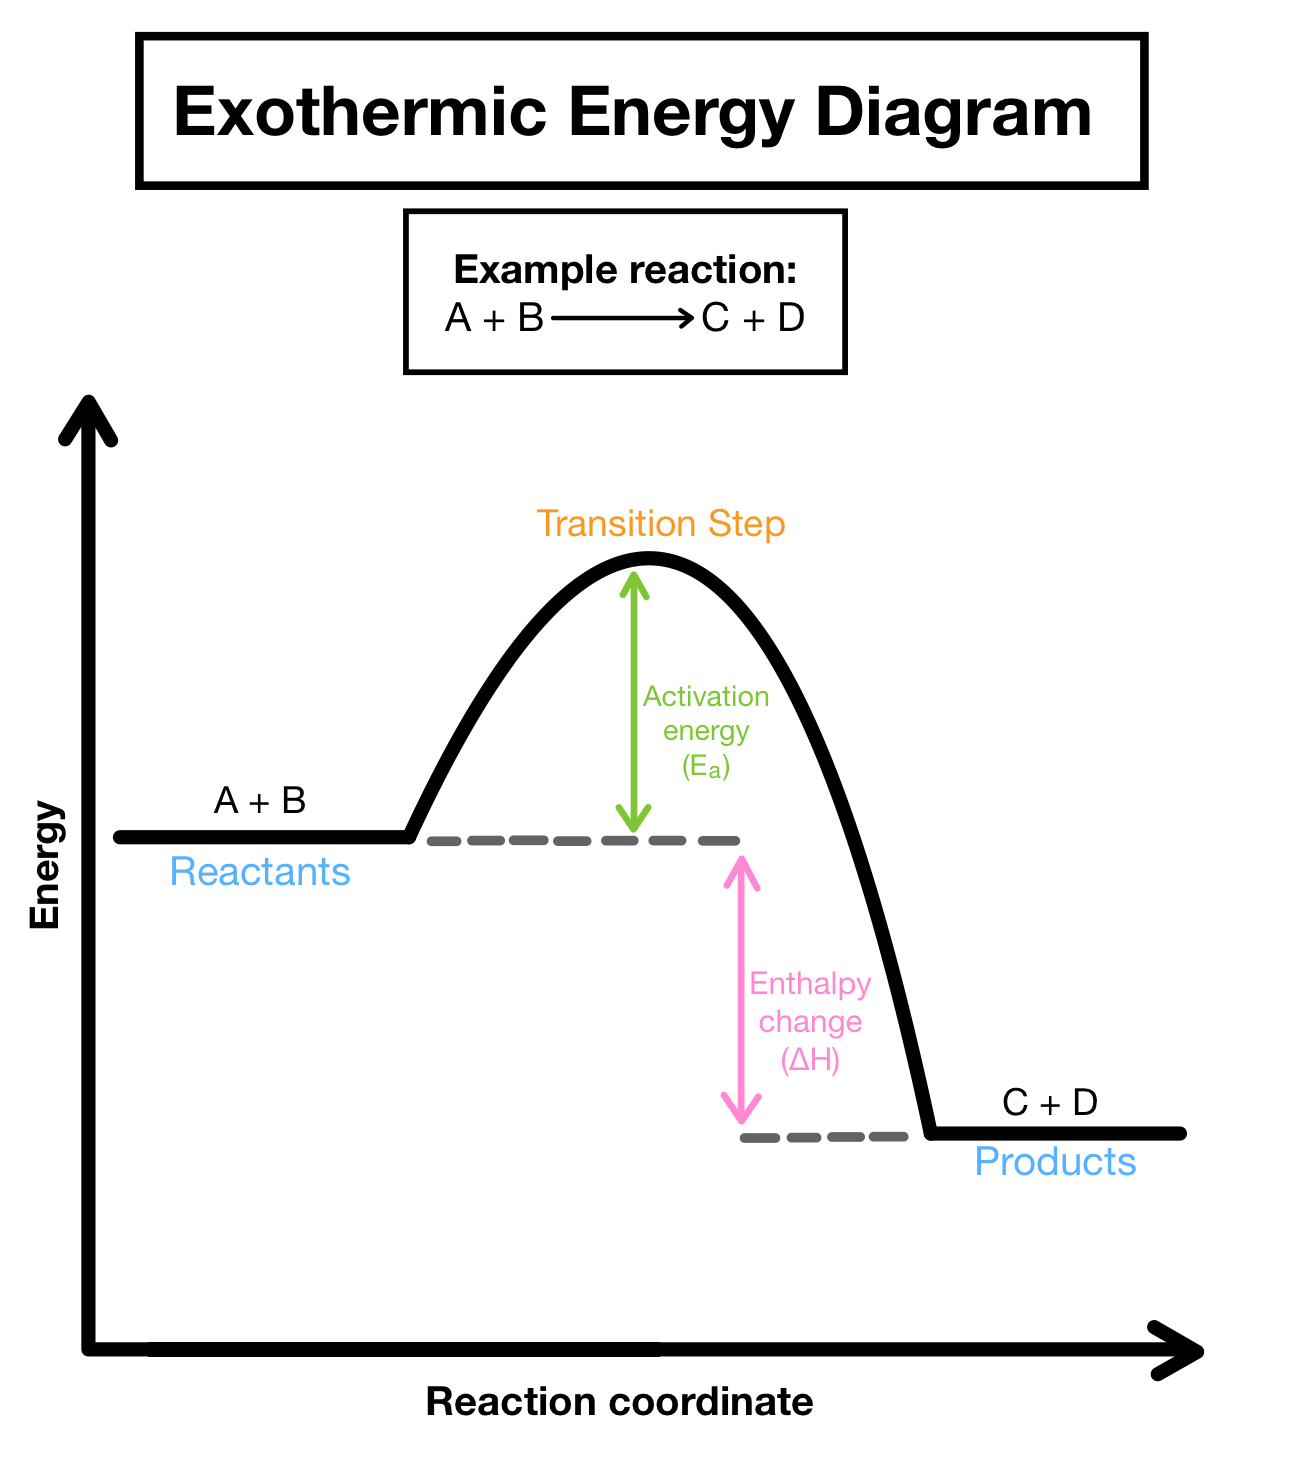 Exothermic Energy Diagram
Example reaction:
A + B ⟶ C + D
Transition Step
Activation
energy
(Eₐ)
A + B
Reactants
Energy
Enthalpy
change
(ΔH)
C + D
Products
Reaction coordinate